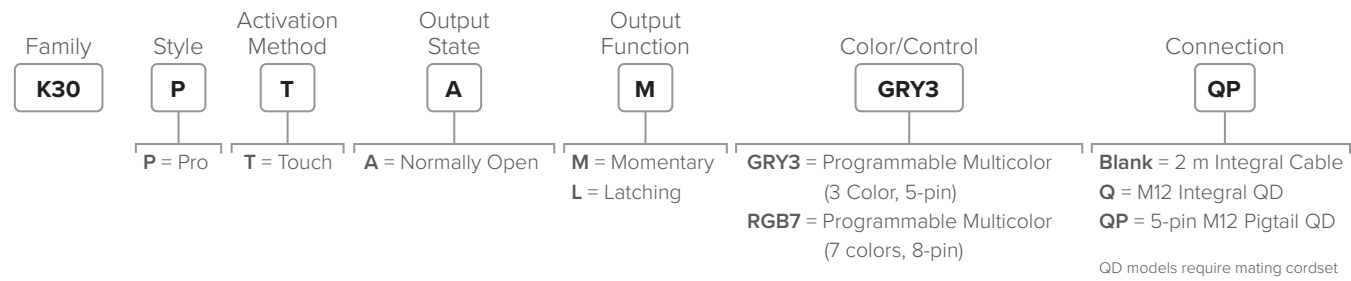 Family
Style
Activation
Method
Output
State
Output
Function
Color/Control
Connection
K30
P
T
A
M
GRY3
QP
P = Pro
T = Touch
A = Normally Open
M = Momentary
L = Latching
GRY3 = Programmable Multicolor
(3 Color, 5-pin)
RGB7 = Programmable Multicolor
(7 colors, 8-pin)
Blank = 2 m Integral Cable
Q = M12 Integral QD
QP = 5-pin M12 Pigtail QD
QD models require mating cordset